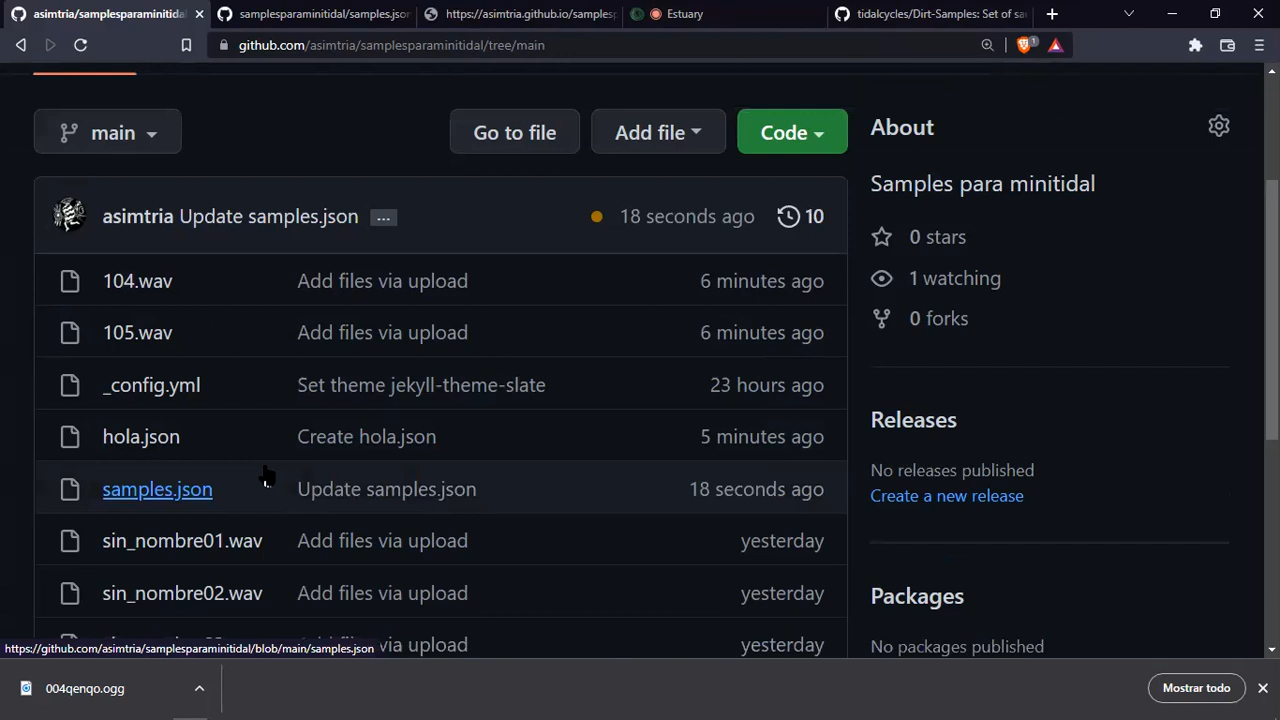 asimtria/samplesparaminitidal
samplesparaminitidal/samples.json
https://asimtria.github.io/samplesp
Estuary
tidalcycles/Dirt-Samples: Set of sa
github.com/asimtria/samplesparaminitidal/tree/main
1
main
Go to file
Add file
Code
asimtria Update samples.json
...
18 seconds ago
10
104.wav
Add files via upload
6 minutes ago
105.wav
Add files via upload
6 minutes ago
_config.yml
Set theme jekyll-theme-slate
23 hours ago
hola.json
Create hola.json
5 minutes ago
samples.json
Update samples.json
18 seconds ago
sin_nombre01.wav
Add files via upload
yesterday
sin_nombre02.wav
Add files via upload
yesterday
via upload
yesterday
About
Samples para minitidal
0 stars
1 watching
0 forks
Releases
No releases published
Create a new release
Packages
No packages published
https://github.com/asimtria/samplesparaminitidal/blob/main/samples.json
004qenqo.ogg
Mostrar todo